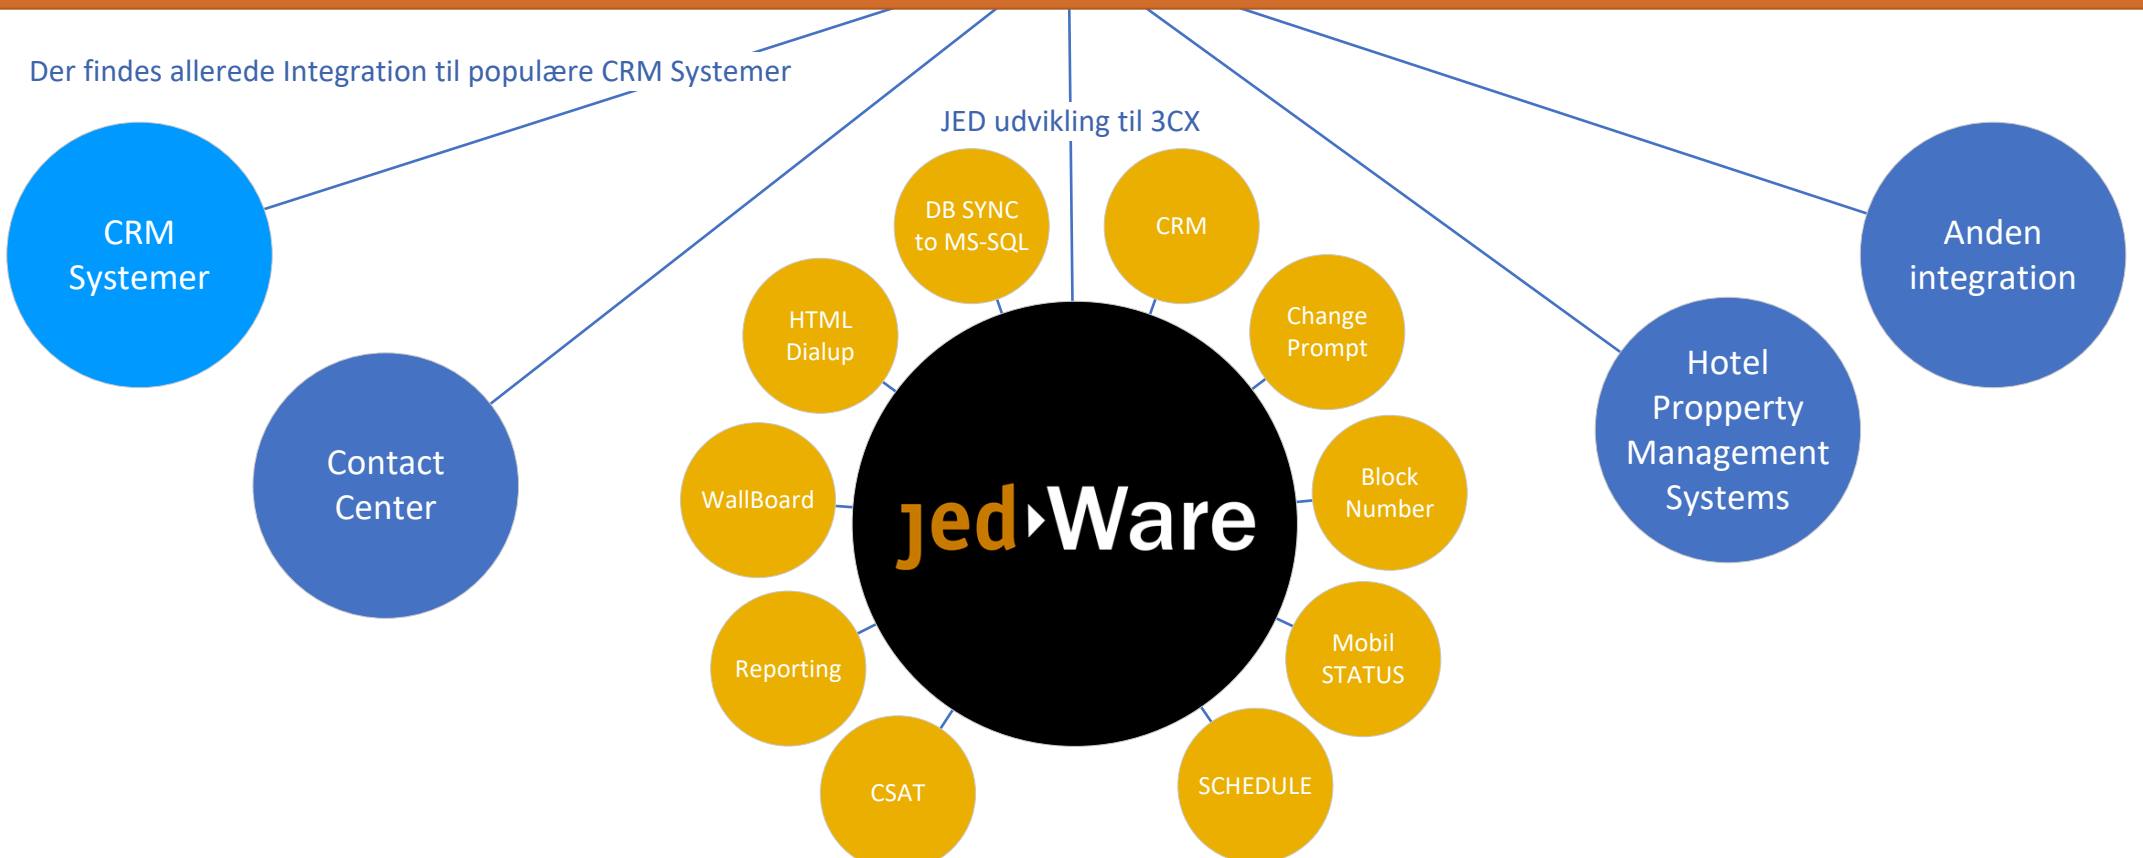 Der findes allerede Integration til populære CRM Systemer
JED udvikling til 3CX
CRM
Systemer
Contact
Center
DB SYNC
to MS-SQL
CRM
HTML
Dialup
Change
Prompt
WallBoard
Block
Number
Reporting
Mobil
STATUS
CSAT
SCHEDULE
jed Ware
Hotel
Propperty
Management
Systems
Anden
integration